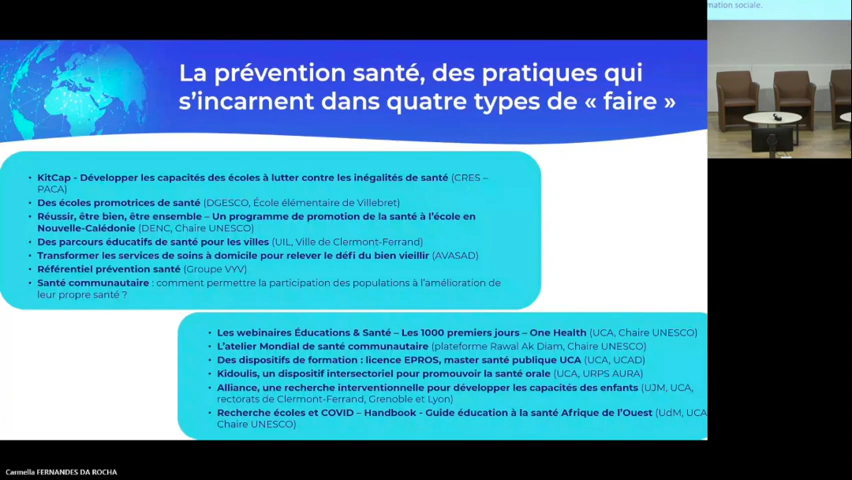 mation sociale.
La prévention santé, des pratiques qui
s'incarnent dans quatre types de « faire »
• KitCap - Développer les capacités des écoles à lutter contre les inégalités de santé (CRES –
PACA)
• Des écoles promotrices de santé (DGESCO, École élémentaire de Villebret)
• Réussir, être bien, être ensemble – Un programme de promotion de la santé à l'école en
Nouvelle-Calédonie (DENC, Chaire UNESCO)
• Des parcours éducatifs de santé pour les villes (UIL, Ville de Clermont-Ferrand)
• Transformer les services de soins à domicile pour relever le défi du bien vieillir (AVASAD)
• Référentiel prévention santé (Groupe VYV)
• Santé communautaire : comment permettre la participation des populations à l'amélioration de
leur propre santé ?
• Les webinaires Éducations & Santé – Les 1000 premiers jours – One Health (UCA, Chaire UNESCO)
• L'atelier Mondial de santé communautaire (plateforme Rawal Ak Diam, Chaire UNESCO)
• Des dispositifs de formation : licence EPROS, master santé publique UCA (UCA, UCAD)
• Kidoulis, un dispositif intersectoriel pour promouvoir la santé orale (UCA, URPS AURA)
• Alliance, une recherche interventionnelle pour développer les capacités des enfants (UJM, UCA,
rectorats de Clermont-Ferrand, Grenoble et Lyon)
• Recherche écoles et COVID – Handbook - Guide éducation à la santé Afrique de l'Ouest (UdM, UCA
Chaire UNESCO)
Carmella FERNANDES DA ROCHA